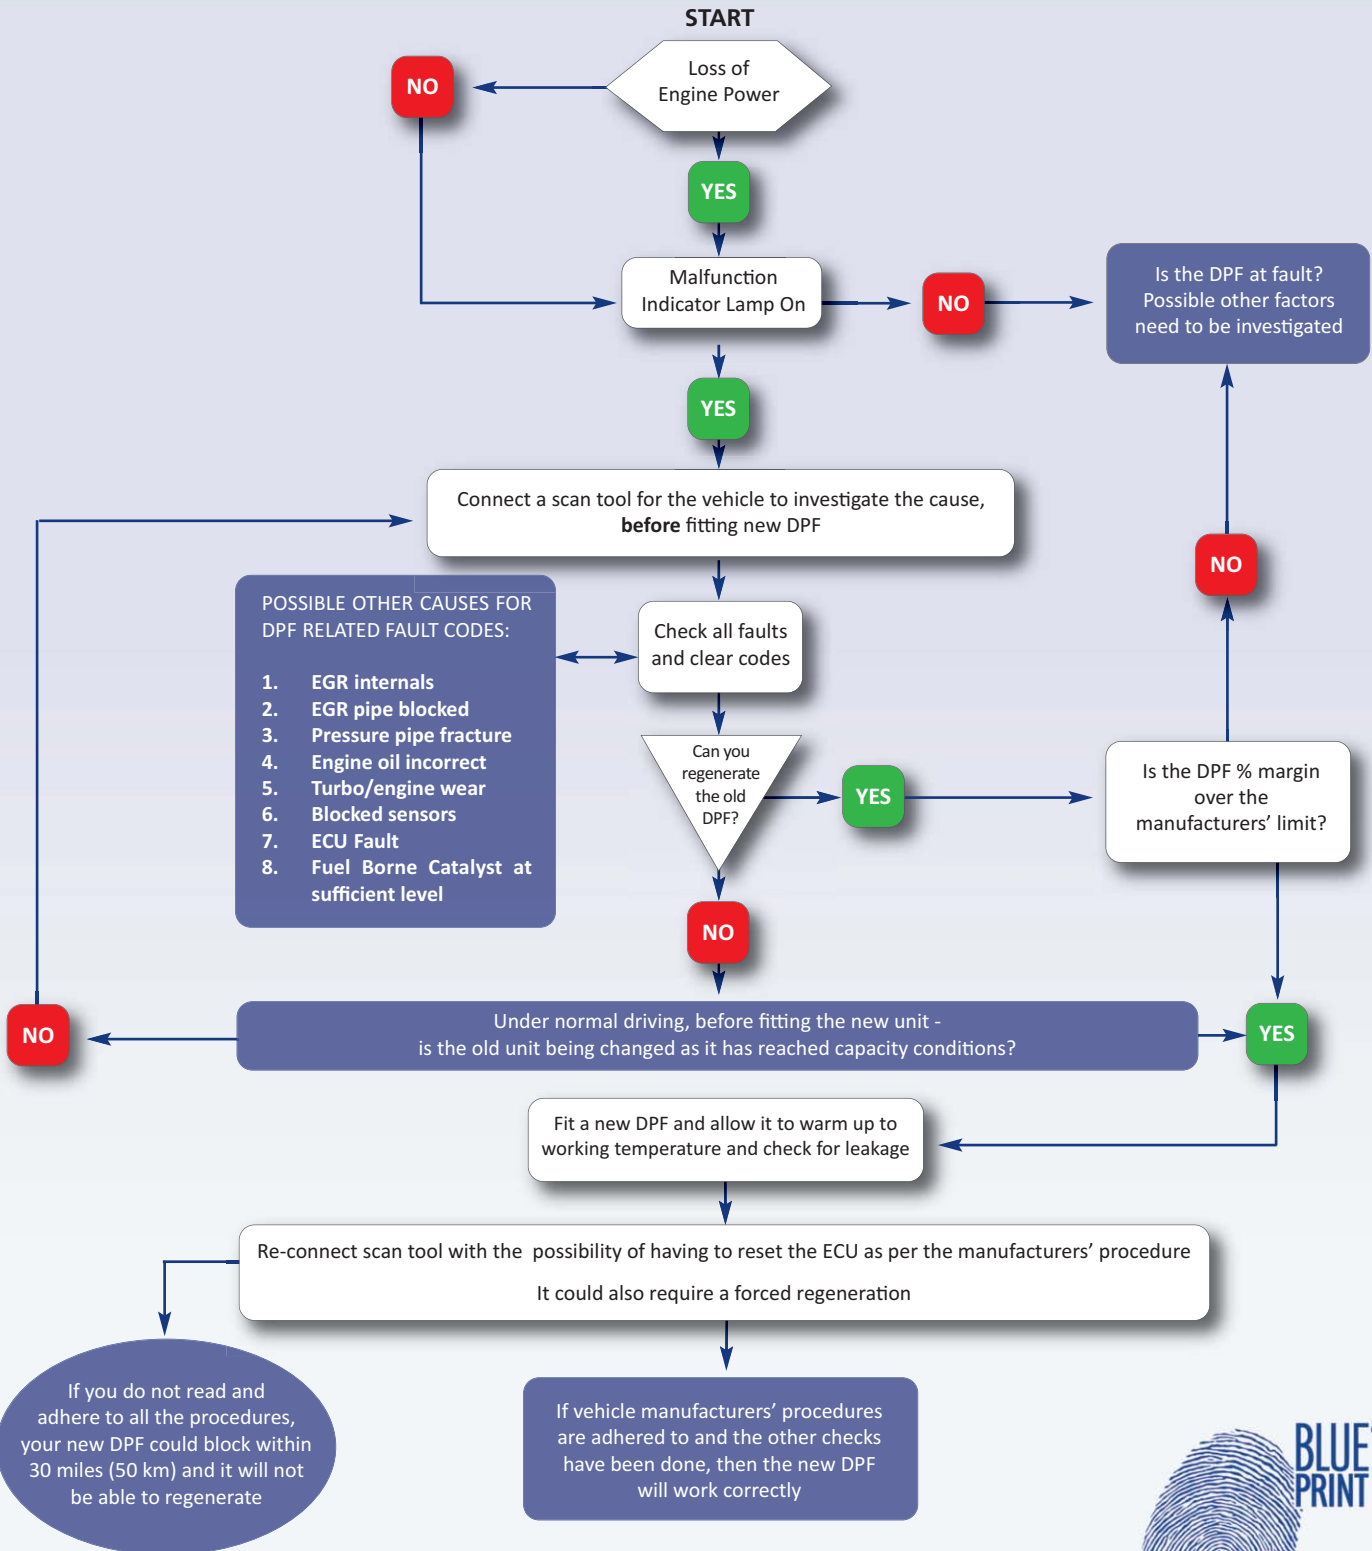 START
Loss of
Engine Power
NO
YES
Malfunction
Indicator Lamp On
NO
Is the DPF at fault?
Possible other factors
need to be investigated
YES
Connect a scan tool for the vehicle to investigate the cause,
before fitting new DPF
NO
POSSIBLE OTHER CAUSES FOR
DPF RELATED FAULT CODES:
1. EGR internals
2. EGR pipe blocked
3. Pressure pipe fracture
4. Engine oil incorrect
5. Turbo/engine wear
6. Blocked sensors
7. ECU Fault
8. Fuel Borne Catalyst at
sufficient level
Check all faults
and clear codes
Can you
regenerate
the old
DPF?
YES
Is the DPF % margin
over the
manufacturers’ limit?
NO
NO
Under normal driving, before fitting the new unit -
is the old unit being changed as it has reached capacity conditions?
YES
Fit a new DPF and allow it to warm up to
working temperature and check for leakage
Re-connect scan tool with the possibility of having to reset the ECU as per the manufacturers’ procedure
It could also require a forced regeneration
If you do not read and
adhere to all the procedures,
your new DPF could block within
30 miles (50 km) and it will not
be able to regenerate
If vehicle manufacturers’ procedures
are adhered to and the other checks
have been done, then the new DPF
will work correctly
BLUE
PRINT